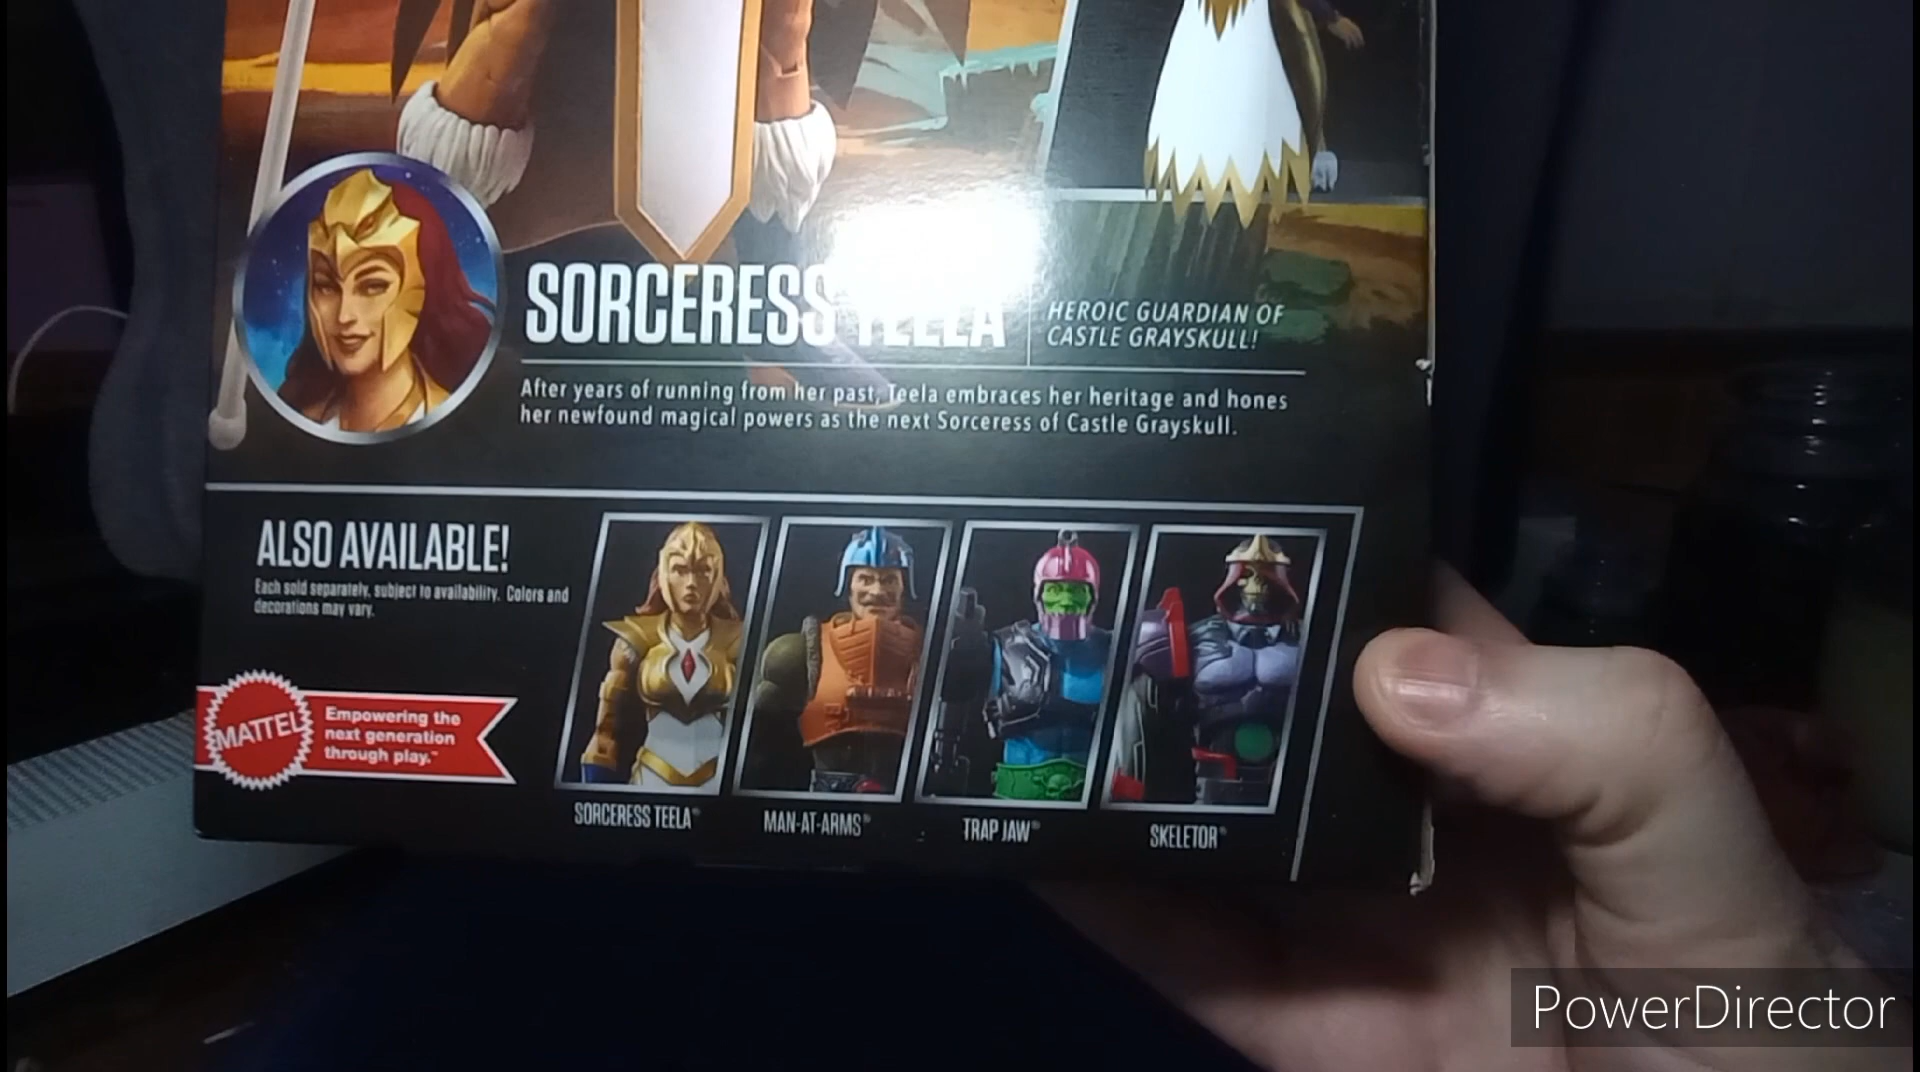 SORCERESS TEELA
HEROIC GUARDIAN OF
CASTLE GRAYSKULL!
After years of running from her past, Teela embraces her heritage and hones
her newfound magical powers as the next Sorceress of Castle Grayskull.
ALSO AVAILABLE!
Each sold separately, subject to availability. Colors and
decorations may vary.
MATTEL
Empowering the
next generation
through play.™
SORCERESS TEELA®
MAN-AT-ARMS®
TRAP JAW®
SKELETOR®
PowerDirector